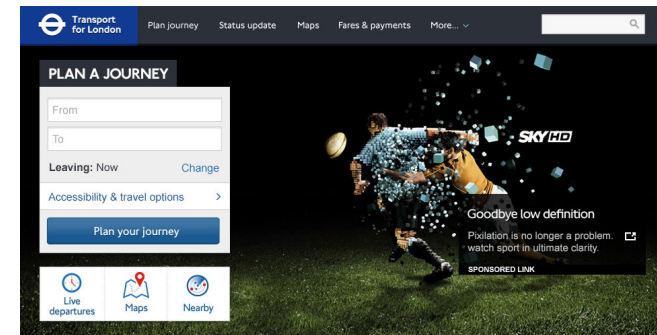 Transport
for London
Plan journey
Status update
Maps
Fares & payments
More...
PLAN A JOURNEY
From
To
Leaving: Now
Change
Accessibility & travel options
Plan your journey
Live
departures
Maps
Nearby
SKY HD
Goodbye low definition
Pixilation is no longer a problem.
watch sport in ultimate clarity.
SPONSORED LINK